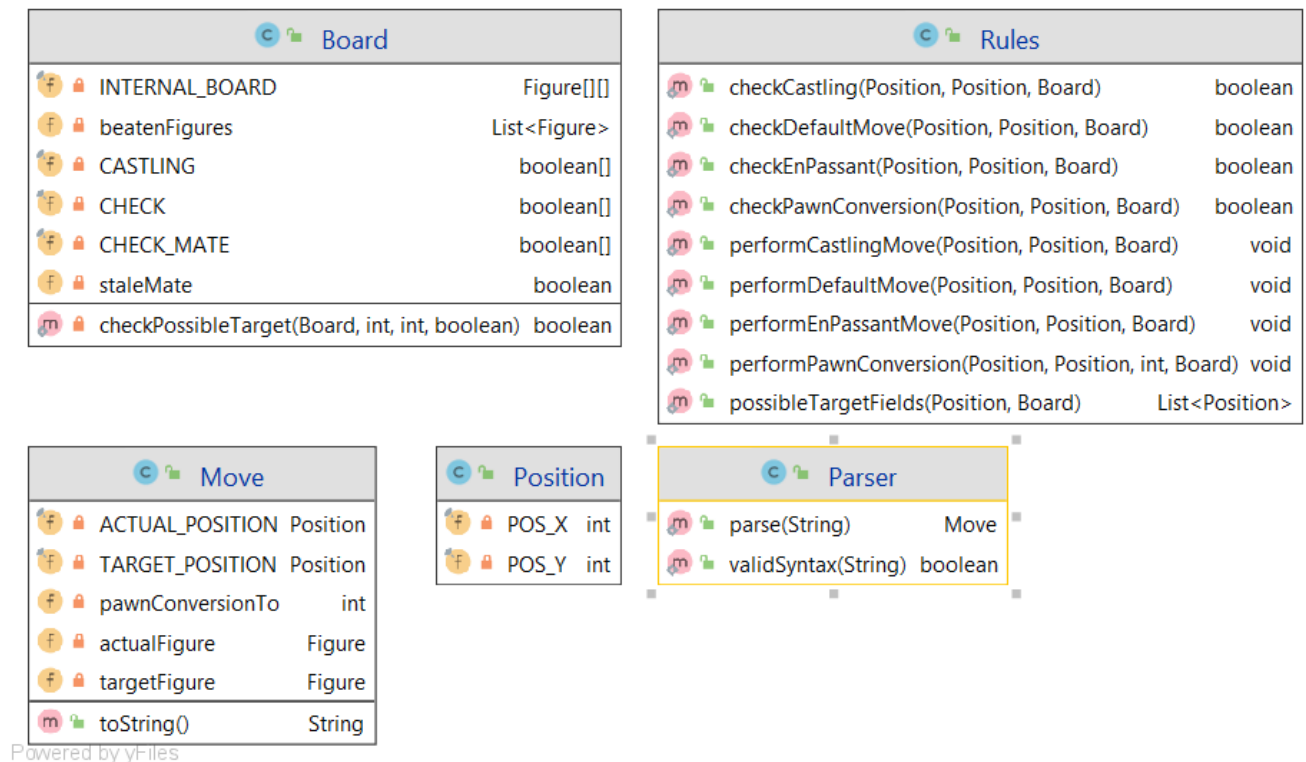 Board
INTERNAL_BOARD Figure[][]
beatenFigures List<Figure>
CASTLING boolean[]
CHECK boolean[]
CHECK_MATE boolean[]
staleMate boolean
checkPossibleTarget(Board, int, int, boolean) boolean
Rules
checkCastling(Position, Position, Board) boolean
checkDefaultMove(Position, Position, Board) boolean
checkEnPassant(Position, Position, Board) boolean
checkPawnConversion(Position, Position, Board) boolean
performCastlingMove(Position, Position, Board) void
performDefaultMove(Position, Position, Board) void
performEnPassantMove(Position, Position, Board) void
performPawnConversion(Position, Position, int, Board) void
possibleTargetFields(Position, Board) List<Position>
Move
ACTUAL_POSITION Position
TARGET_POSITION Position
pawnConversionTo int
actualFigure Figure
targetFigure Figure
toString() String
Position
POS_X int
POS_Y int
Parser
parse(String) Move
validSyntax(String) boolean
Powered by yFiles